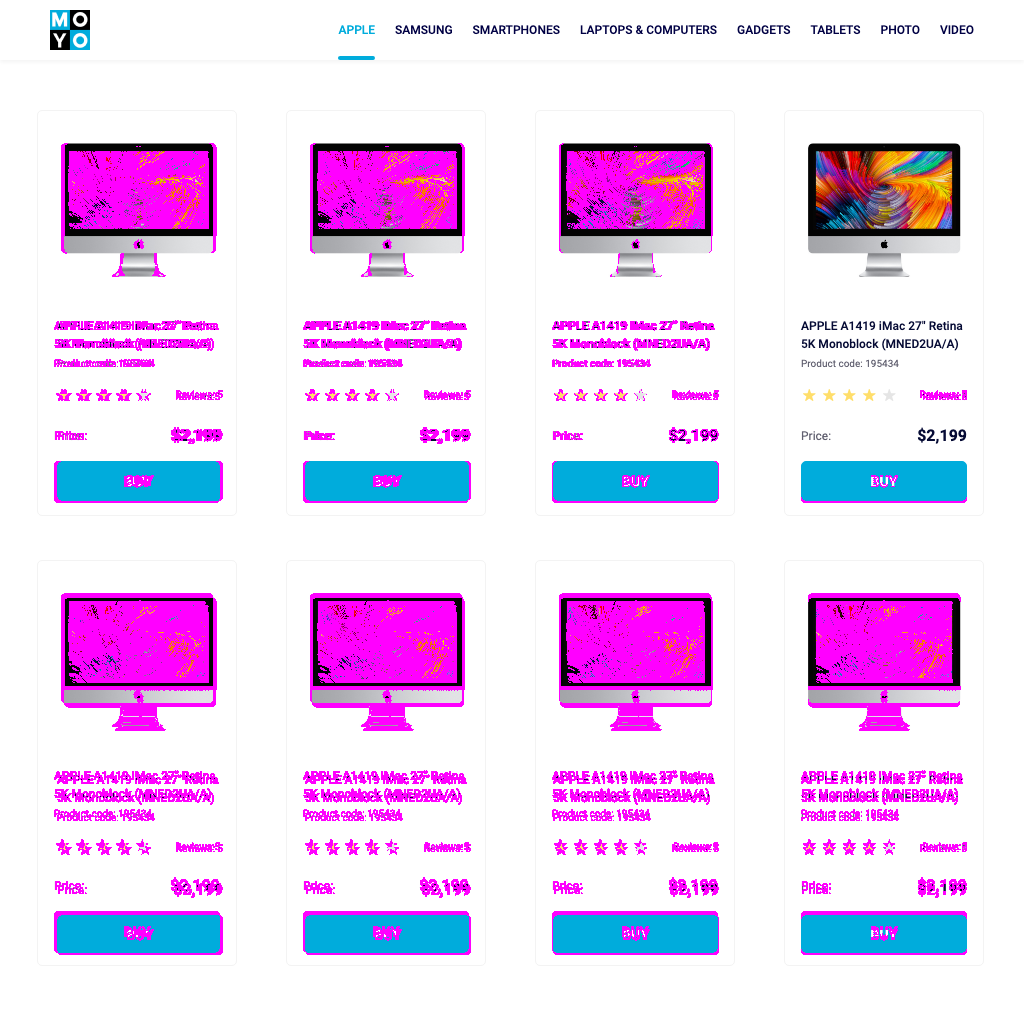 MO
YO
APPLE SAMSUNG SMARTPHONES LAPTOPS & COMPUTERS GADGETS TABLETS PHOTO VIDEO
APPLE A1419 iMac 27" Retina APPLE A1419 iMac 27" Retina APPLE A1419 iMac 27" Retina APPLE A1419 iMac 27" Retina
5K Monoblock (MNED2UA/A) 5K Monoblock (MNED2UA/A) 5K Monoblock (MNED2UA/A) 5K Monoblock (MNED2UA/A)
Product code: 195434 Product code: 195434 Product code: 195434 Product code: 195434
Reviews: 5 Reviews: 5 Reviews: 5 Reviews: 5
Price: $2,199 Price: $2,199 Price: $2,199 Price: $2,199
BUY BUY BUY BUY
APPLE A1419 iMac 27" Retina APPLE A1419 iMac 27" Retina APPLE A1419 iMac 27" Retina APPLE A1419 iMac 27" Retina
5K Monoblock (MNED2UA/A) 5K Monoblock (MNED2UA/A) 5K Monoblock (MNED2UA/A) 5K Monoblock (MNED2UA/A)
Product code: 195434 Product code: 195434 Product code: 195434 Product code: 195434
Reviews: 5 Reviews: 5 Reviews: 5 Reviews: 5
Price: $2,199 Price: $2,199 Price: $2,199 Price: $2,199
BUY BUY BUY BUY